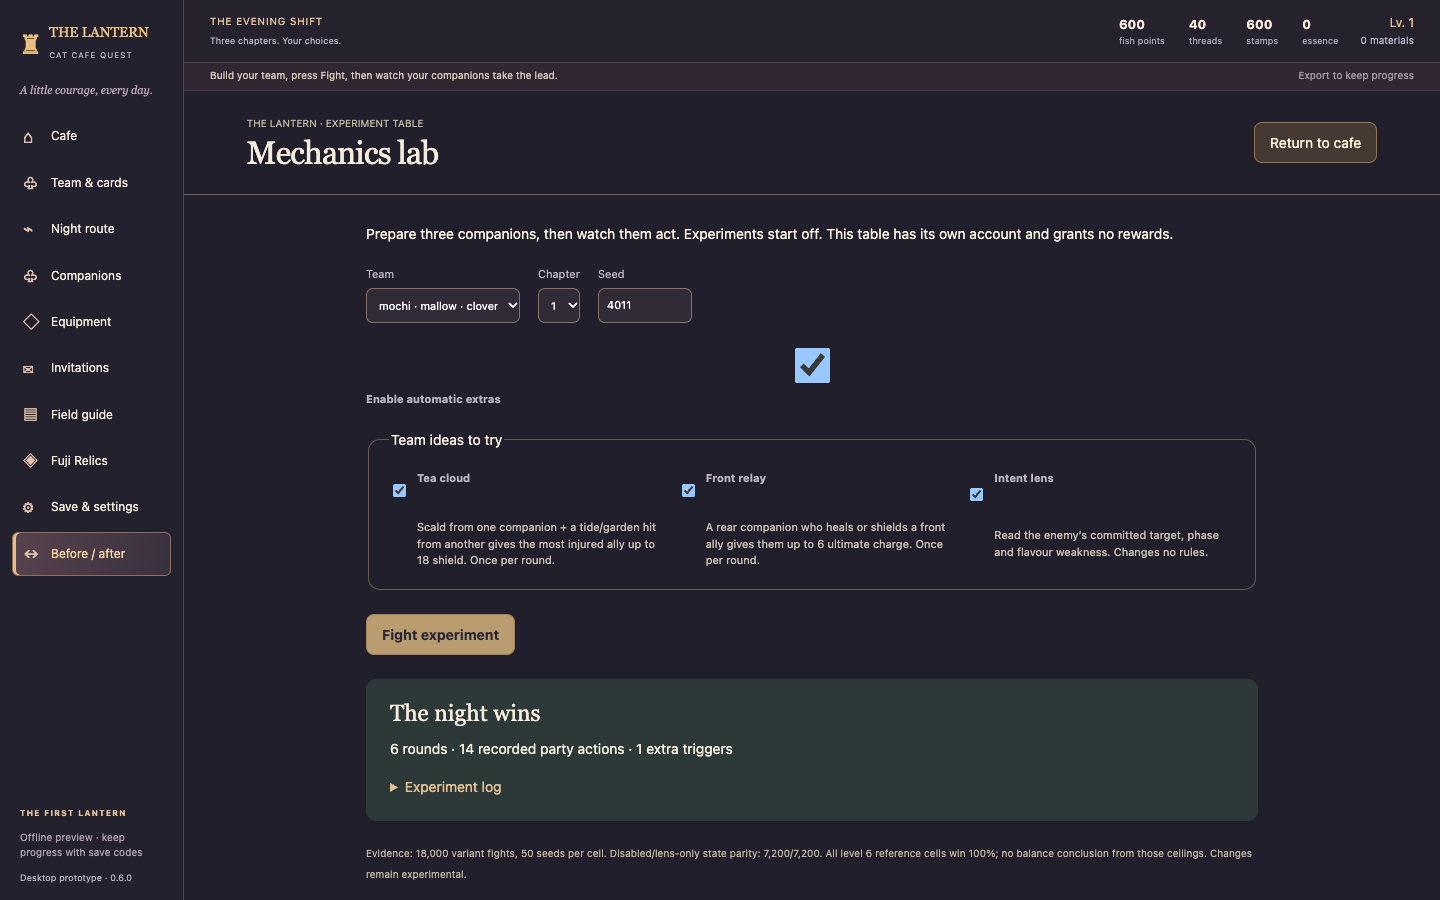 THE LANTERN
CAT CAFE QUEST
A little courage, every day.
Cafe
Team & cards
Night route
Companions
Equipment
Invitations
Field guide
Fuji Relics
Save & settings
Before / after
THE FIRST LANTERN
Offline preview · keep
progress with save codes
Desktop prototype · 0.6.0
THE EVENING SHIFT
Three chapters. Your choices.
600
fish points
40
threads
600
stamps
0
essence
Lv. 1
0 materials
Build your team, press Fight, then watch your companions take the lead.
Export to keep progress
THE LANTERN · EXPERIMENT TABLE
Mechanics lab
Return to cafe
Prepare three companions, then watch them act. Experiments start off. This table has its own account and grants no rewards.
Team
Chapter
Seed
mochi · mallow · clover
1
4011
Enable automatic extras
Team ideas to try
Tea cloud
Scald from one companion + a tide/garden hit
from another gives the most injured ally up to
18 shield. Once per round.
Front relay
A rear companion who heals or shields a front
ally gives them up to 6 ultimate charge. Once
per round.
Intent lens
Read the enemy's committed target, phase
and flavour weakness. Changes no rules.
Fight experiment
The night wins
6 rounds · 14 recorded party actions · 1 extra triggers
Experiment log
Evidence: 18,000 variant fights, 50 seeds per cell. Disabled/lens-only state parity: 7,200/7,200. All level 6 reference cells win 100%; no balance conclusion from those ceilings. Changes
remain experimental.